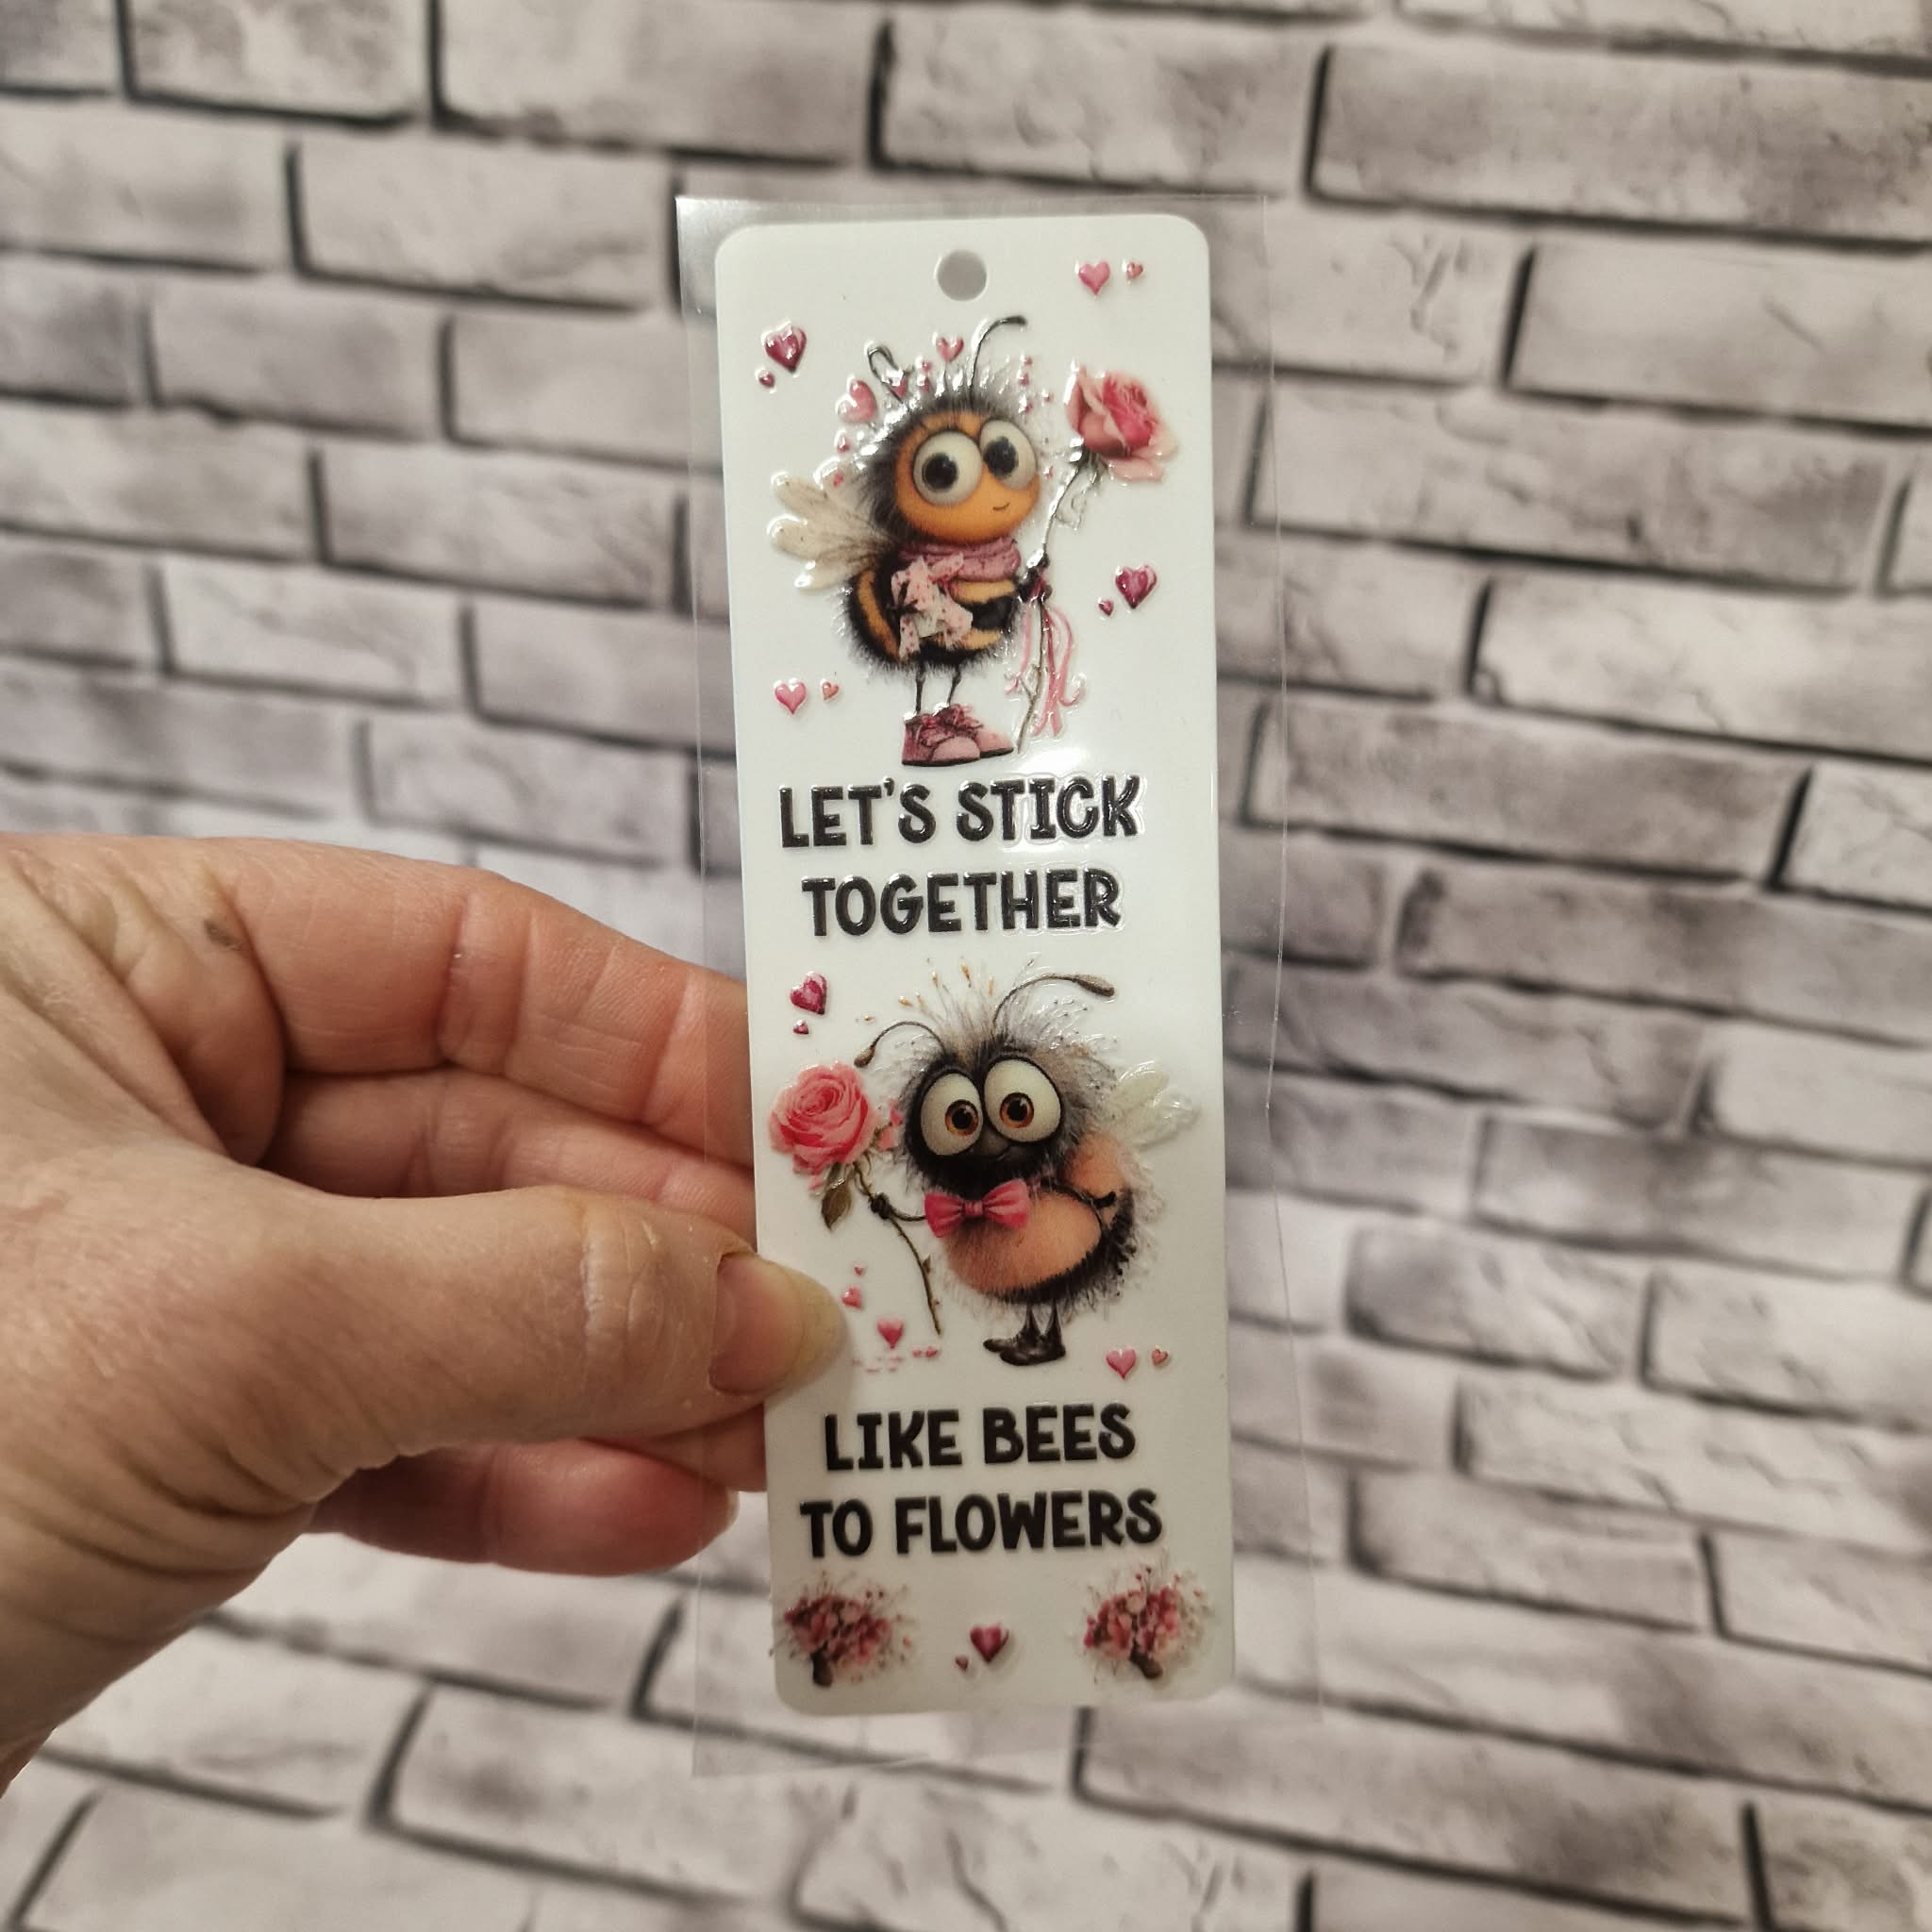 LET'S STICK
TOGETHER
LIKE BEES
TO FLOWERS